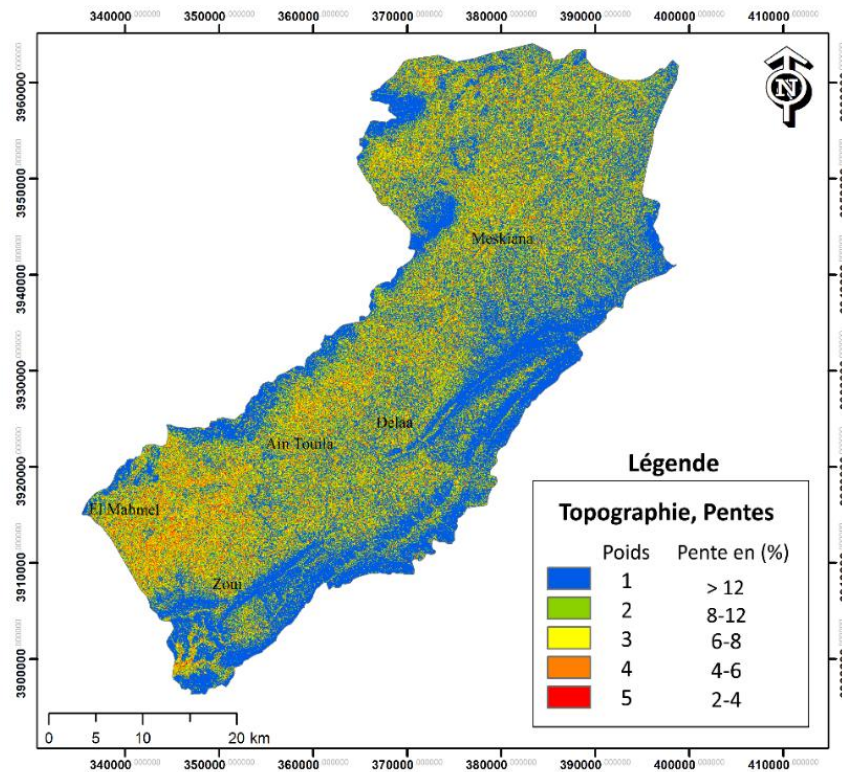 340000 350000 360000 370000 380000 390000 400000 410000
3960000
3950000
3940000
3930000
3920000
3910000
3900000
N
Meskiana
Delaa
Ain Touila
El Mahmel
Zoui
Légende
Topographie, Pentes
Poids Pente en (%)
1 > 12
2 8-12
3 6-8
4 4-6
5 2-4
0 5 10 20 km
340000 350000 360000 370000 380000 390000 400000 410000